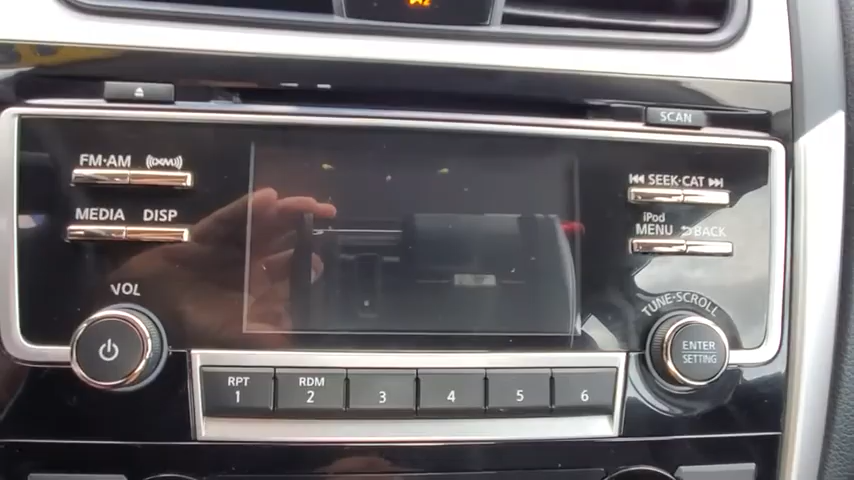 SCAN
FM·AM ((XM))
MEDIA DISP
VOL
SEEK·CAT
iPod
MENU BACK
TUNE·SCROLL
ENTER
SETTING
RPT
1
RDM
2
3
4
5
6